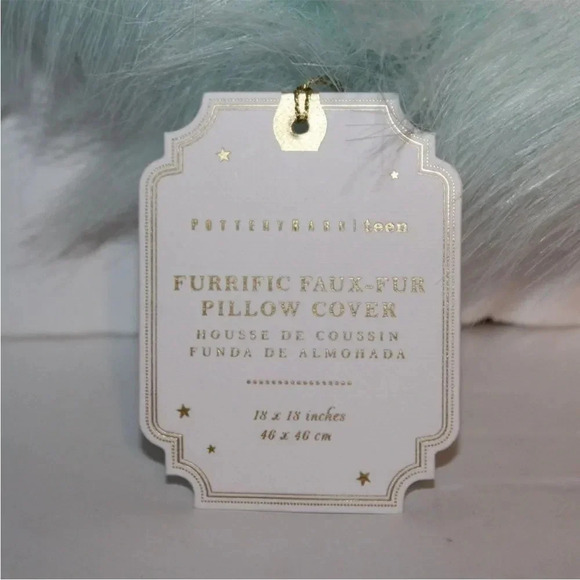 POTTERYBARN|teen
FURRIFIC FAUX-FUR
PILLOW COVER
HOUSSE DE COUSSIN
FUNDA DE ALMOHADA
18 x 18 inches
46 x 46 cm